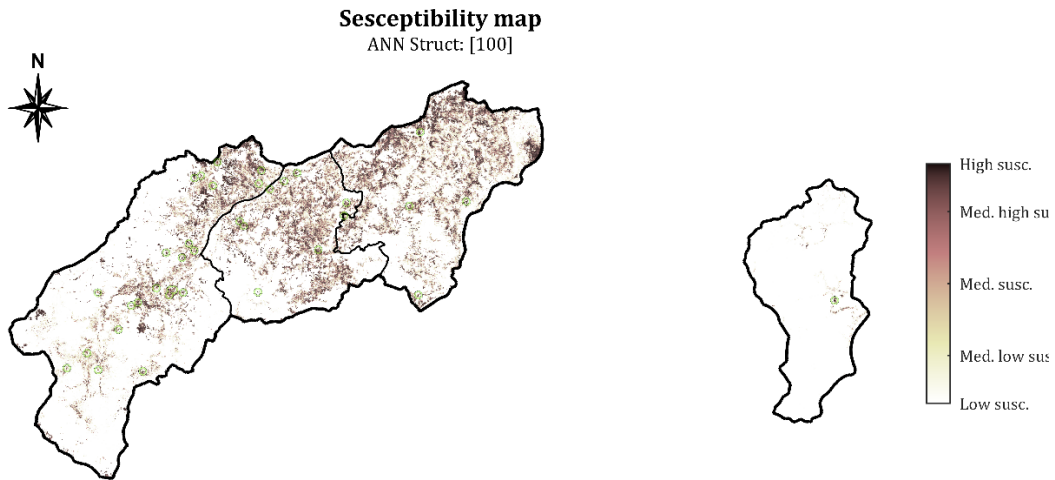 Sesceptibility map
ANN Struct: [100]
N
High susc.
Med. high su
Med. susc.
Med. low sus
Low susc.